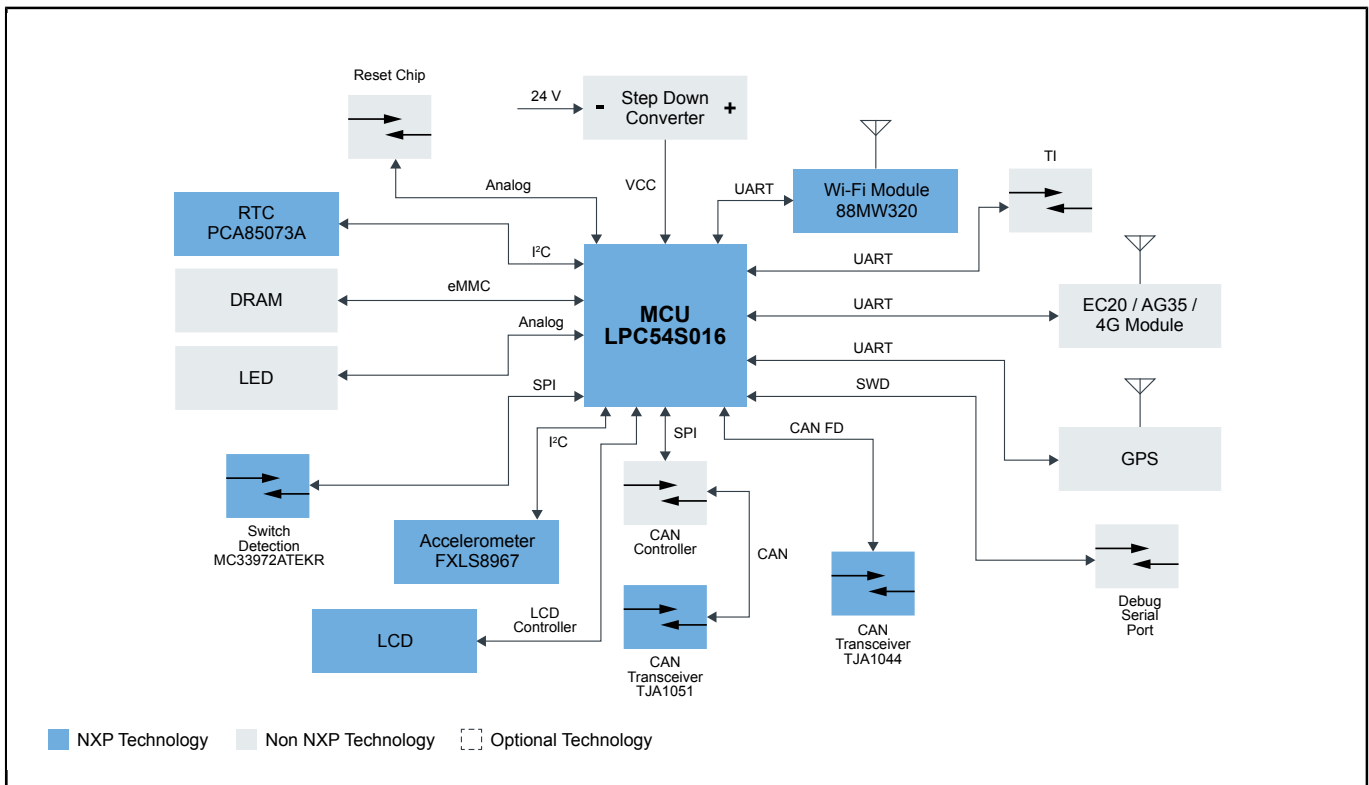 Reset Chip
24 V
-
Step Down
Converter
+
TI
Analog
VCC
UART
Wi-Fi Module
88MW320
RTC
PCA85073A
I²C
UART
DRAM
eMMC
MCU
LPC54S016
UART
EC20 / AG35 /
4G Module
Analog
LED
UART
SPI
SWD
I²C
SPI
CAN FD
GPS
Switch
Detection
MC33972ATEKR
Accelerometer
FXLS8967
CAN
Controller
CAN
LCD
Controller
LCD
CAN
Transceiver
TJA1051
CAN
Transceiver
TJA1044
Debug
Serial
Port
NXP Technology
Non NXP Technology
Optional Technology